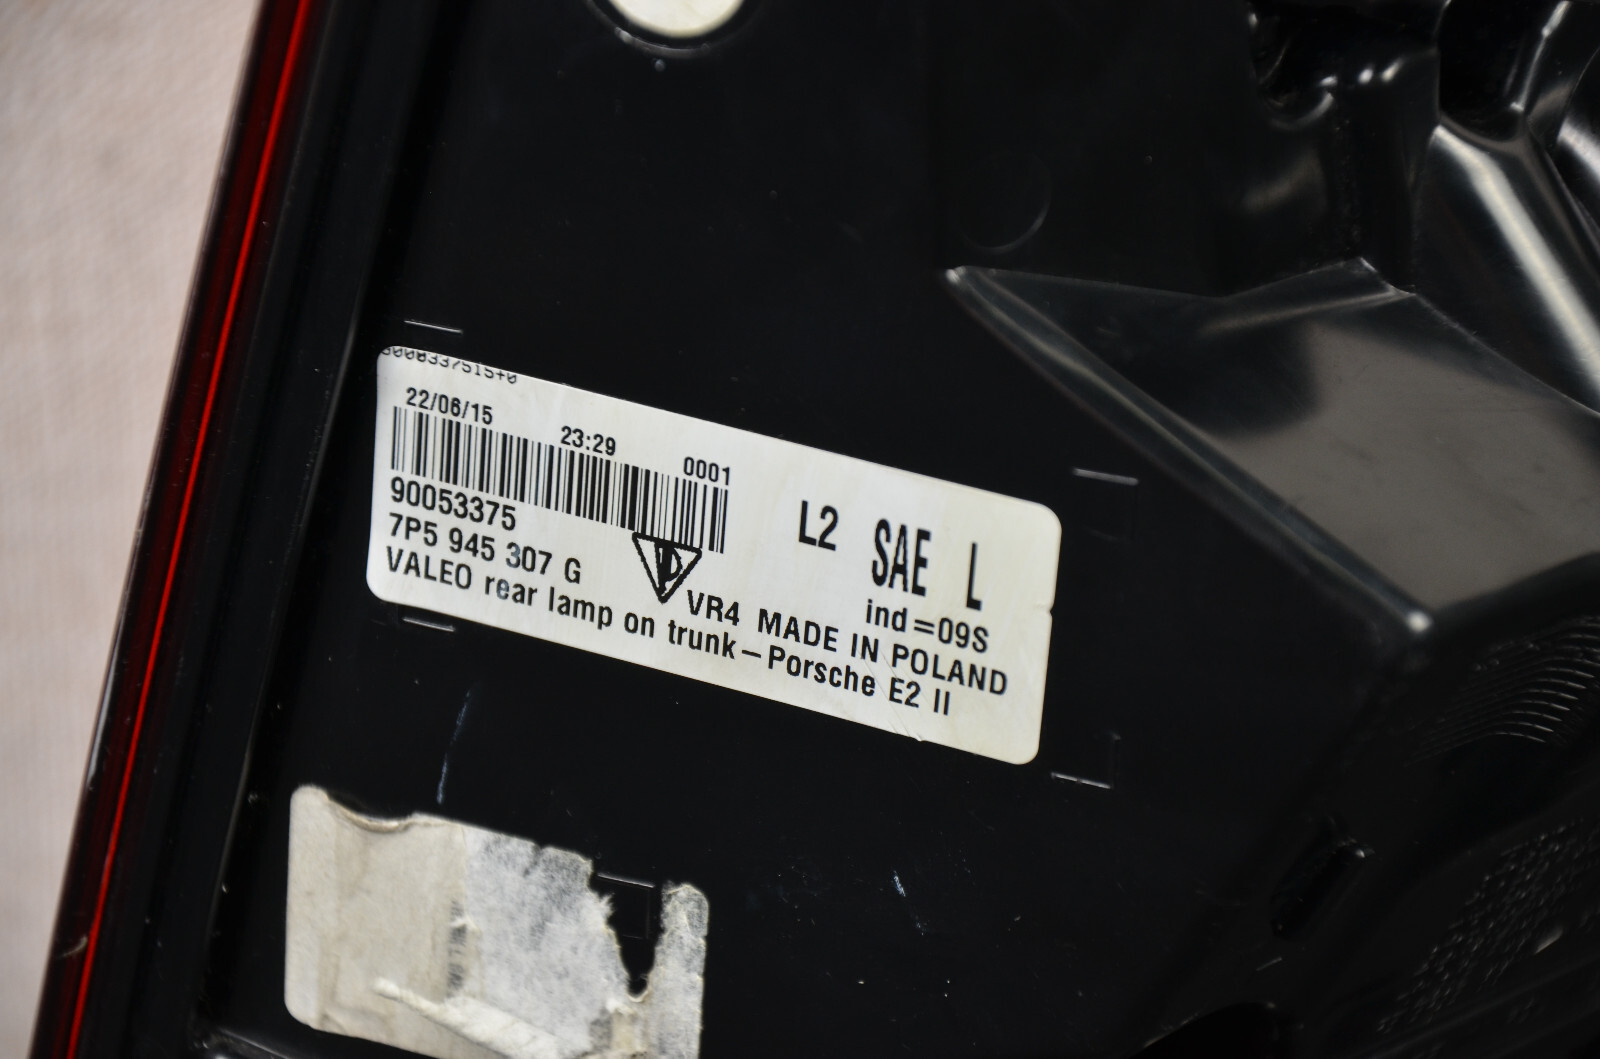 22/06/15 23:29 0001
90053375
7P5 945 307 G
L2 SAE L
ind=09S
VR4 MADE IN POLAND
VALEO rear lamp on trunk – Porsche E2 II